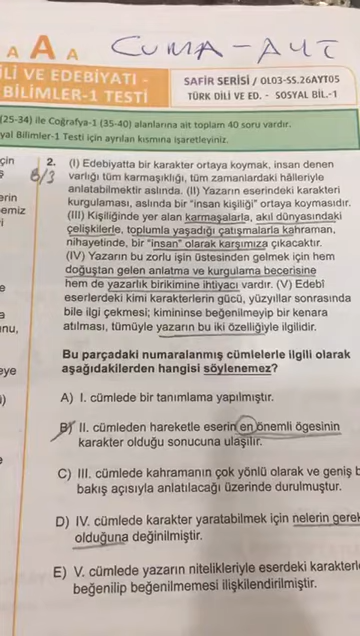 A A A CUMA-AYT
İLİ VE EDEBİYATI -
BİLİMLER-1 TESTİ
SAFİR SERİSİ / OL03-SS.26AYT05
TÜRK DİLİ VE ED. - SOSYAL BİL.-1
(25-34) ile Coğrafya-1 (35-40) alanlarına ait toplam 40 soru vardır.
yal Bilimler-1 Testi için ayrılan kısmına işaretleyiniz.
2. (I) Edebiyatta bir karakter ortaya koymak, insan denen
B/3 varlığı tüm karmaşıklığı, tüm zamanlardaki hâlleriyle
anlatabilmektir aslında. (II) Yazarın eserindeki karakteri
kurgulaması, aslında bir "insan kişiliği" ortaya koymasıdır.
(III) Kişiliğinde yer alan karmaşalarla, akıl dünyasındaki
çelişkilerle, toplumla yaşadığı çatışmalarla kahraman,
nihayetinde, bir "insan" olarak karşımıza çıkacaktır.
(IV) Yazarın bu zorlu işin üstesinden gelmek için hem
doğuştan gelen anlatma ve kurgulama becerisine
hem de yazarlık birikimine ihtiyacı vardır. (V) Edebî
eserlerdeki kimi karakterlerin gücü, yüzyıllar sonrasında
bile ilgi çekmesi; kimininse beğenilmeyip bir kenara
atılması, tümüyle yazarın bu iki özelliğiyle ilgilidir.
Bu parçadaki numaralanmış cümlelerle ilgili olarak
aşağıdakilerden hangisi söylenemez?
A) I. cümlede bir tanımlama yapılmıştır.
B) II. cümleden hareketle eserin en önemli ögesinin
karakter olduğu sonucuna ulaşılır.
C) III. cümlede kahramanın çok yönlü olarak ve geniş b
bakış açısıyla anlatılacağı üzerinde durulmuştur.
D) IV. cümlede karakter yaratabilmek için nelerin gerek
olduğuna değinilmiştir.
E) V. cümlede yazarın nitelikleriyle eserdeki karakterle
beğenilip beğenilmemesi ilişkilendirilmiştir.